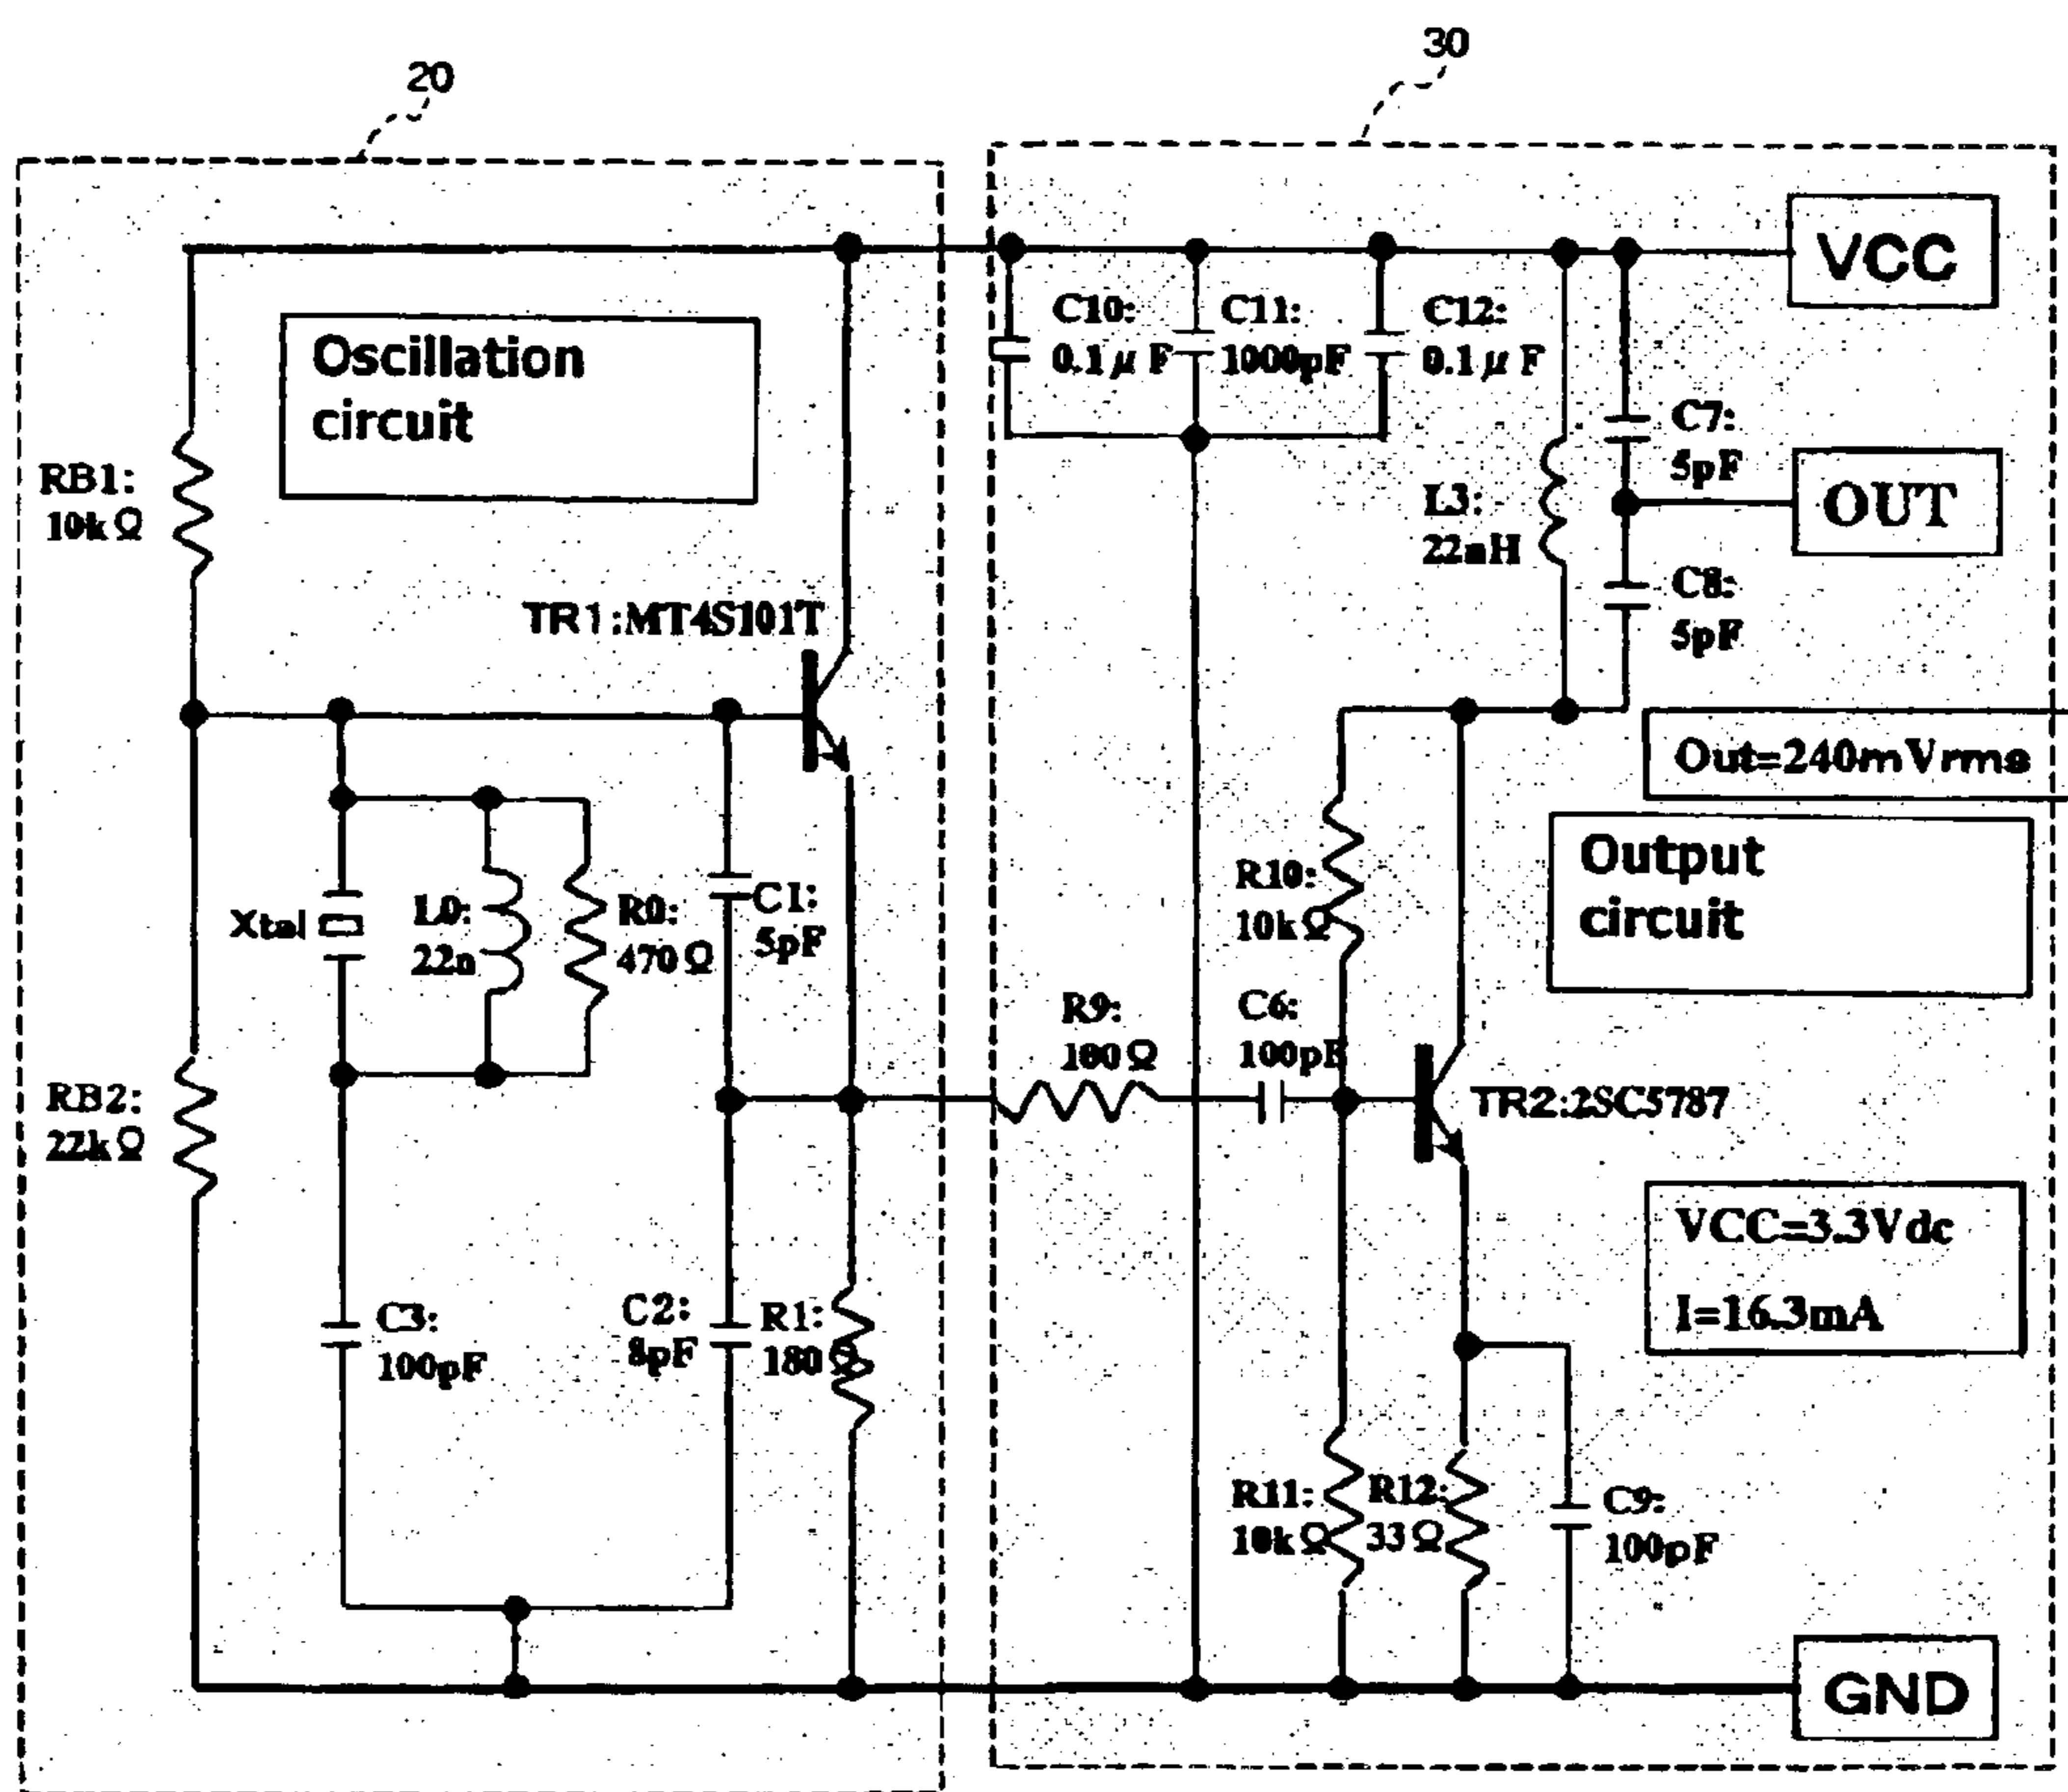 20
30
VCC
Oscillation
circuit
C10:
0.1μF
C11:
1000pF
C12:
0.1μF
C7:
5pF
RB1:
10kΩ
L3:
22nH
OUT
C8:
5pF
TR1:MT4S101T
Out=240mVrms
Output
circuit
Xtal
L0:
22n
R0:
470Ω
C1:
5pF
R10:
10kΩ
R9:
100Ω
C6:
100pF
RB2:
22kΩ
TR2:2SC5787
VCC=3.3Vdc
I=16.3mA
C3:
100pF
C2:
8pF
R1:
180Ω
R11:
10kΩ
R12:
33Ω
C9:
100pF
GND